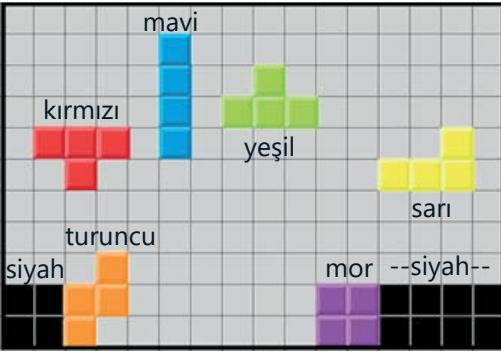 mavi
kırmızı
yeşil
sarı
turuncu
siyah
mor
--siyah--